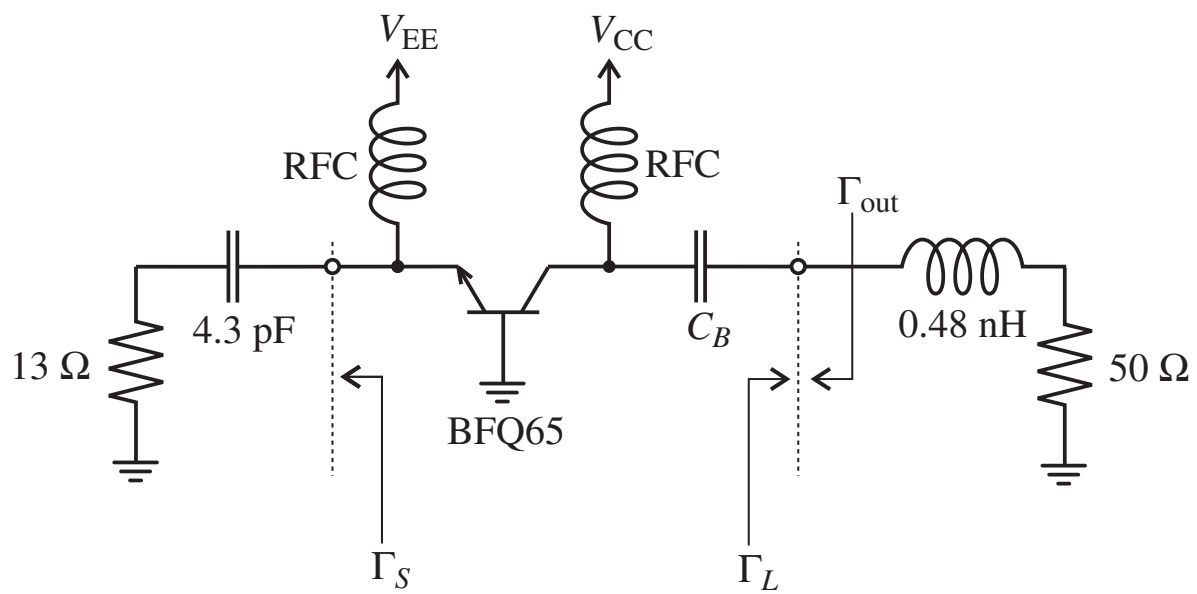 V_EE
V_CC
RFC
RFC
Γ_out
4.3 pF
C_B
0.48 nH
13 Ω
50 Ω
BFQ65
Γ_S
Γ_L